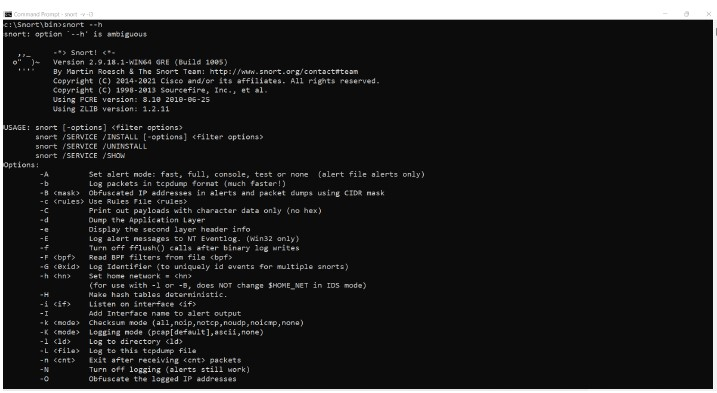 Command Prompt - snort -v -i3
c:\Snort\bin>snort --h
snort: option `--h' is ambiguous
,,_ -*> Snort! <*-
o" )~ Version 2.9.18.1-WIN64 GRE (Build 1005)
'''' By Martin Roesch & The Snort Team: http://www.snort.org/contact#team
Copyright (C) 2014-2021 Cisco and/or its affiliates. All rights reserved.
Copyright (C) 1998-2013 Sourcefire, Inc., et al.
Using PCRE version: 8.10 2010-06-25
Using ZLIB version: 1.2.11
USAGE: snort [-options] <filter options>
snort /SERVICE /INSTALL [-options] <filter options>
snort /SERVICE /UNINSTALL
snort /SERVICE /SHOW
Options:
-A Set alert mode: fast, full, console, test or none (alert file alerts only)
-b Log packets in tcpdump format (much faster!)
-B <mask> Obfuscated IP addresses in alerts and packet dumps using CIDR mask
-c <rules> Use Rules File <rules>
-C Print out payloads with character data only (no hex)
-d Dump the Application Layer
-e Display the second layer header info
-E Log alert messages to NT Eventlog. (Win32 only)
-f Turn off fflush() calls after binary log writes
-F <bpf> Read BPF filters from file <bpf>
-G <0xid> Log Identifier (to uniquely id events for multiple snorts)
-h <hn> Set home network = <hn>
(for use with -l or -B, does NOT change $HOME_NET in IDS mode)
-H Make hash tables deterministic.
-i <if> Listen on interface <if>
-I Add Interface name to alert output
-k <mode> Checksum mode (all,noip,notcp,noudp,noicmp,none)
-K <mode> Logging mode (pcap[default],ascii,none)
-l <ld> Log to directory <ld>
-L <file> Log to this tcpdump file
-n <cnt> Exit after receiving <cnt> packets
-N Turn off logging (alerts still work)
-O Obfuscate the logged IP addresses